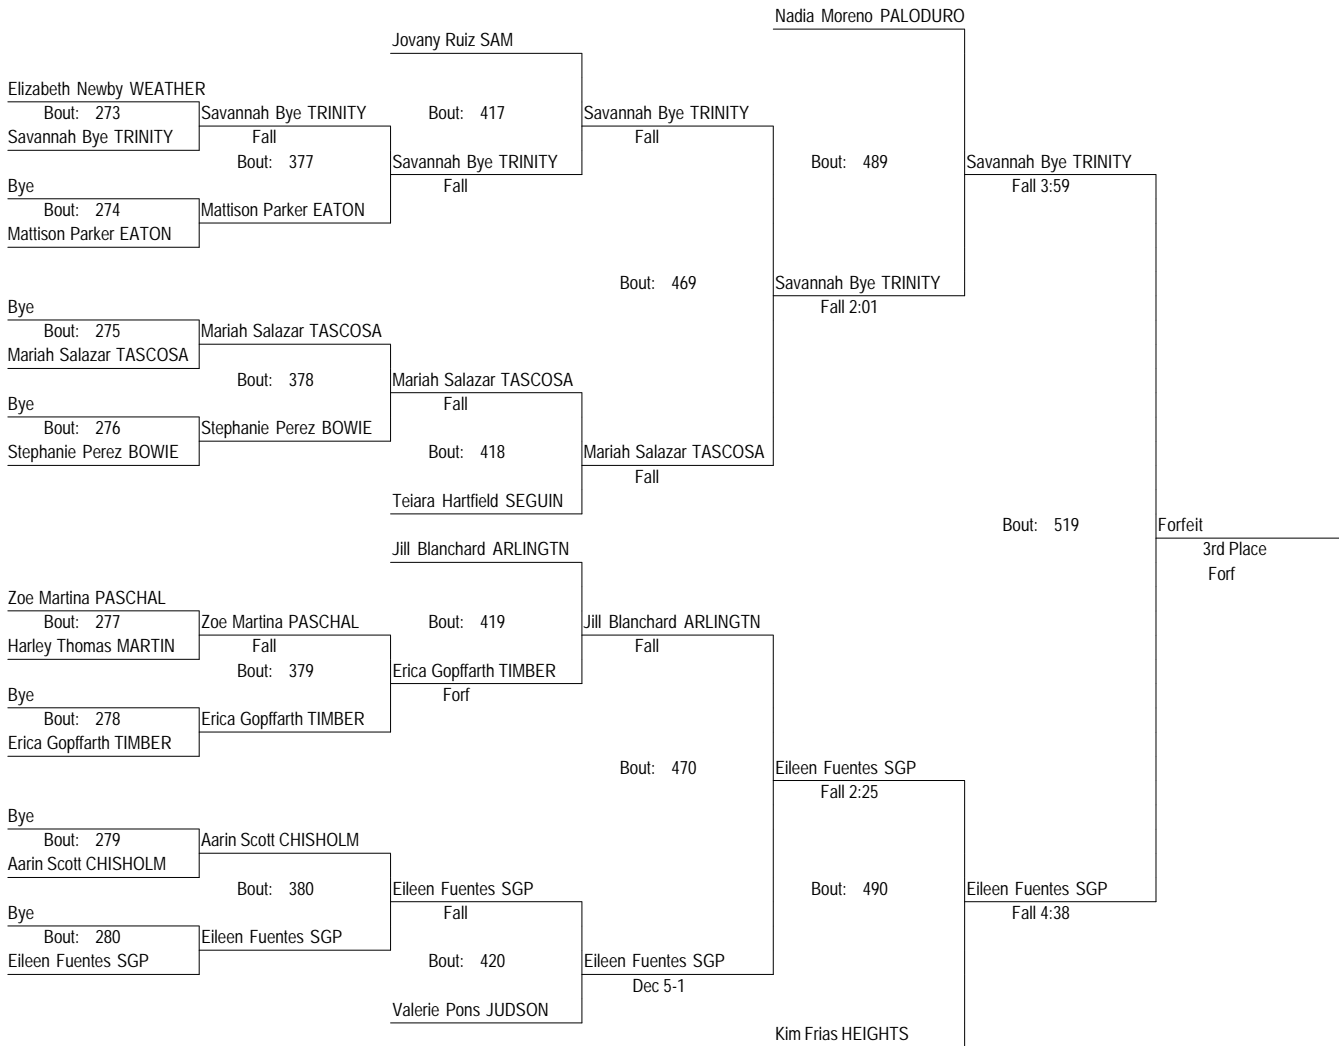 Nadia Moreno PALODURO
Jovany Ruiz SAM
Elizabeth Newby WEATHER
Bout: 273
Savannah Bye TRINITY
Bout: 417
Savannah Bye TRINITY
Savannah Bye TRINITY
Fall
Fall
Bout: 377
Savannah Bye TRINITY
Bout: 489
Savannah Bye TRINITY
Fall
Fall 3:59
Bye
Bout: 274
Mattison Parker EATON
Mattison Parker EATON
Bout: 469
Savannah Bye TRINITY
Fall 2:01
Bye
Bout: 275
Mariah Salazar TASCOSA
Mariah Salazar TASCOSA
Bout: 378
Mariah Salazar TASCOSA
Fall
Bye
Bout: 276
Stephanie Perez BOWIE
Stephanie Perez BOWIE
Bout: 418
Mariah Salazar TASCOSA
Fall
Teiara Hartfield SEGUIN
Bout: 519
Forfeit
3rd Place
Forf
Jill Blanchard ARLINGTN
Zoe Martina PASCHAL
Bout: 277
Zoe Martina PASCHAL
Bout: 419
Jill Blanchard ARLINGTN
Harley Thomas MARTIN
Fall
Fall
Bout: 379
Erica Gopffarth TIMBER
Forf
Bye
Bout: 278
Erica Gopffarth TIMBER
Erica Gopffarth TIMBER
Bout: 470
Eileen Fuentes SGP
Fall 2:25
Bye
Bout: 279
Aarin Scott CHISHOLM
Aarin Scott CHISHOLM
Bout: 380
Eileen Fuentes SGP
Bout: 490
Eileen Fuentes SGP
Fall
Fall 4:38
Bye
Bout: 280
Eileen Fuentes SGP
Eileen Fuentes SGP
Bout: 420
Eileen Fuentes SGP
Dec 5-1
Valerie Pons JUDSON
Kim Frias HEIGHTS